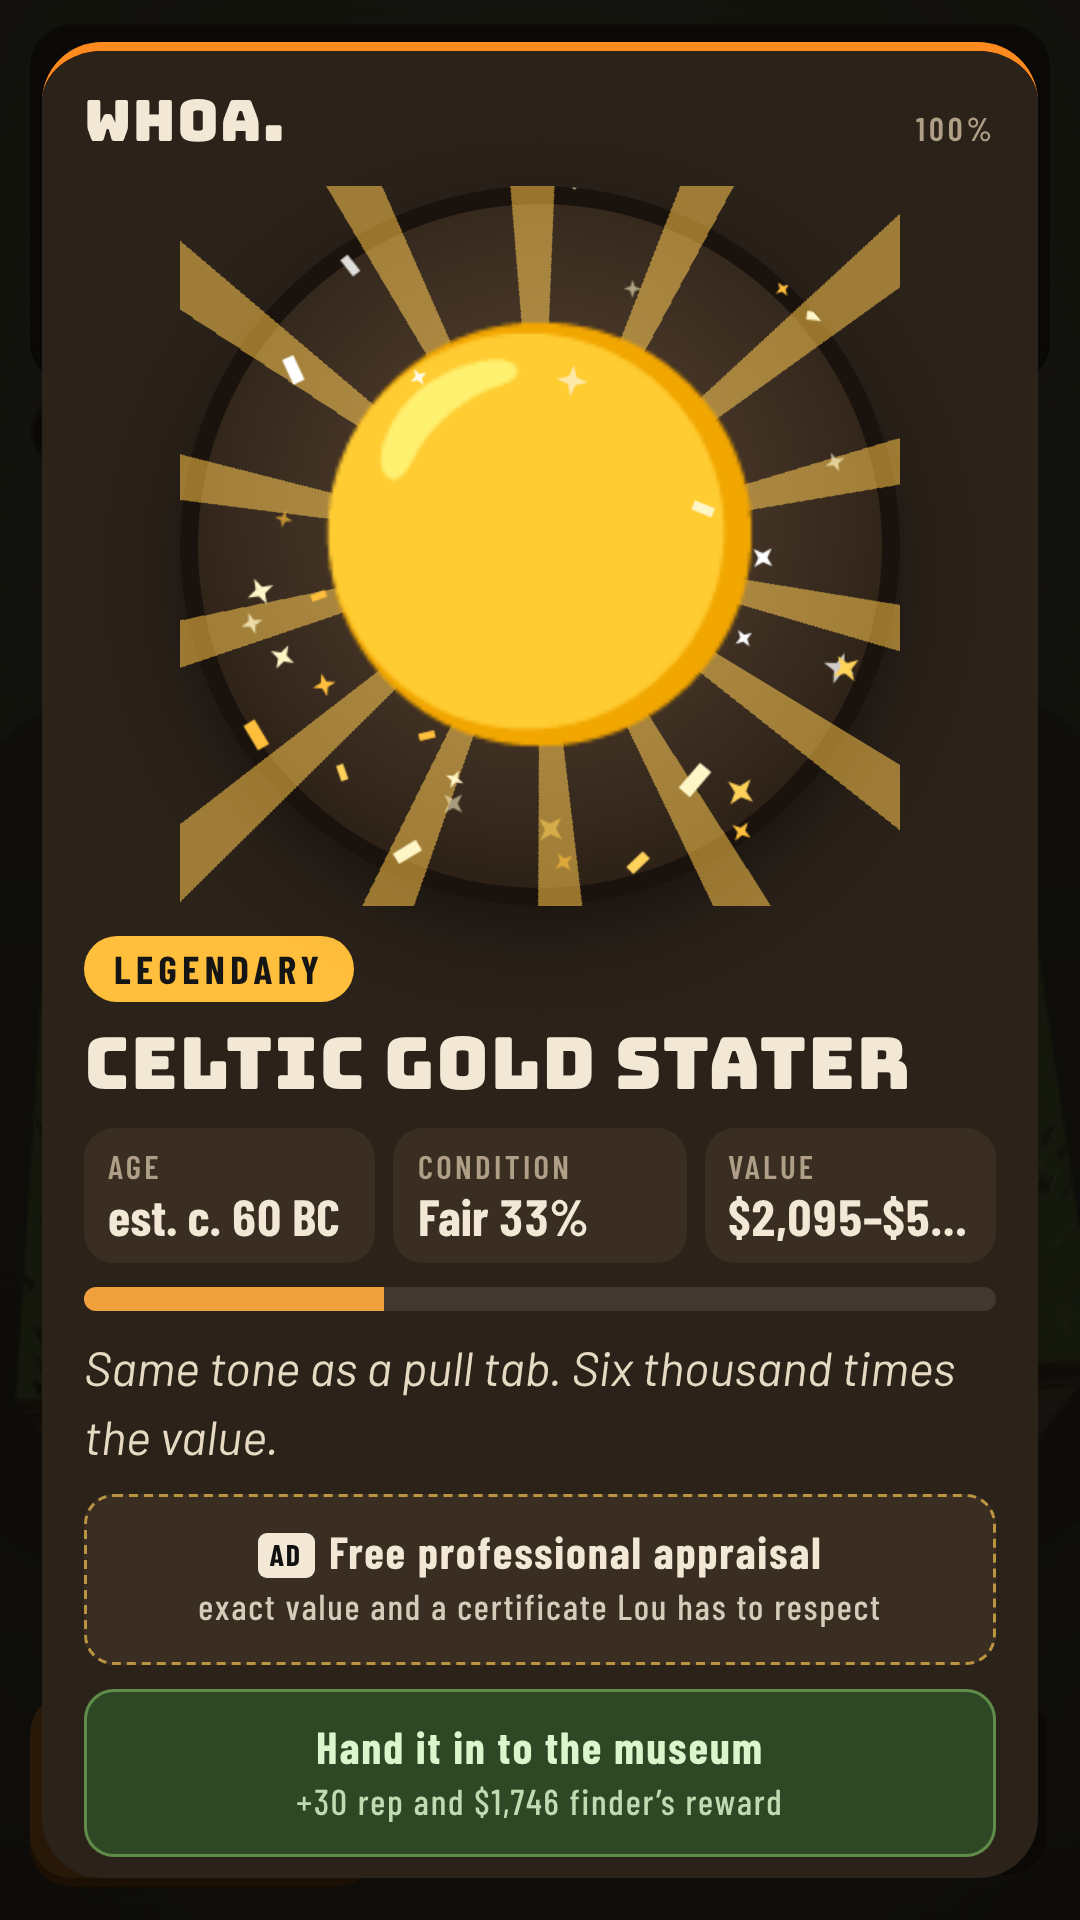 WHOA.
100%
LEGENDARY
CELTIC GOLD STATER
AGE
est. c. 60 BC
CONDITION
Fair 33%
VALUE
$2,095–$5...
Same tone as a pull tab. Six thousand times
the value.
AD Free professional appraisal
exact value and a certificate Lou has to respect
Hand it in to the museum
+30 rep and $1,746 finder’s reward